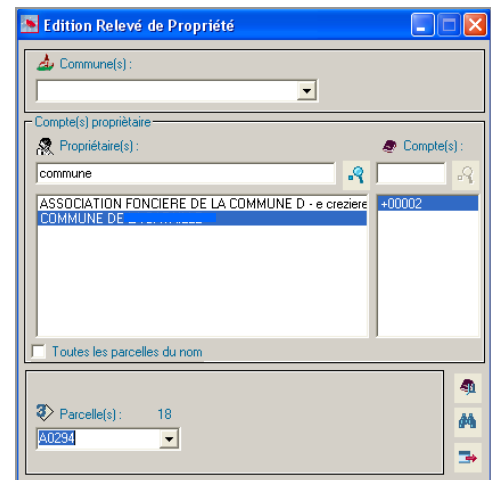 Edition Relevé de Propriété
Commune(s) :
Compte(s) propriètaire
Propriétaire(s) :
Compte(s) :
commune
ASSOCIATION FONCIERE DE LA COMMUNE D - e creziere
+00002
COMMUNE DE
Toutes les parcelles du nom
Parcelle(s) : 18
A0294